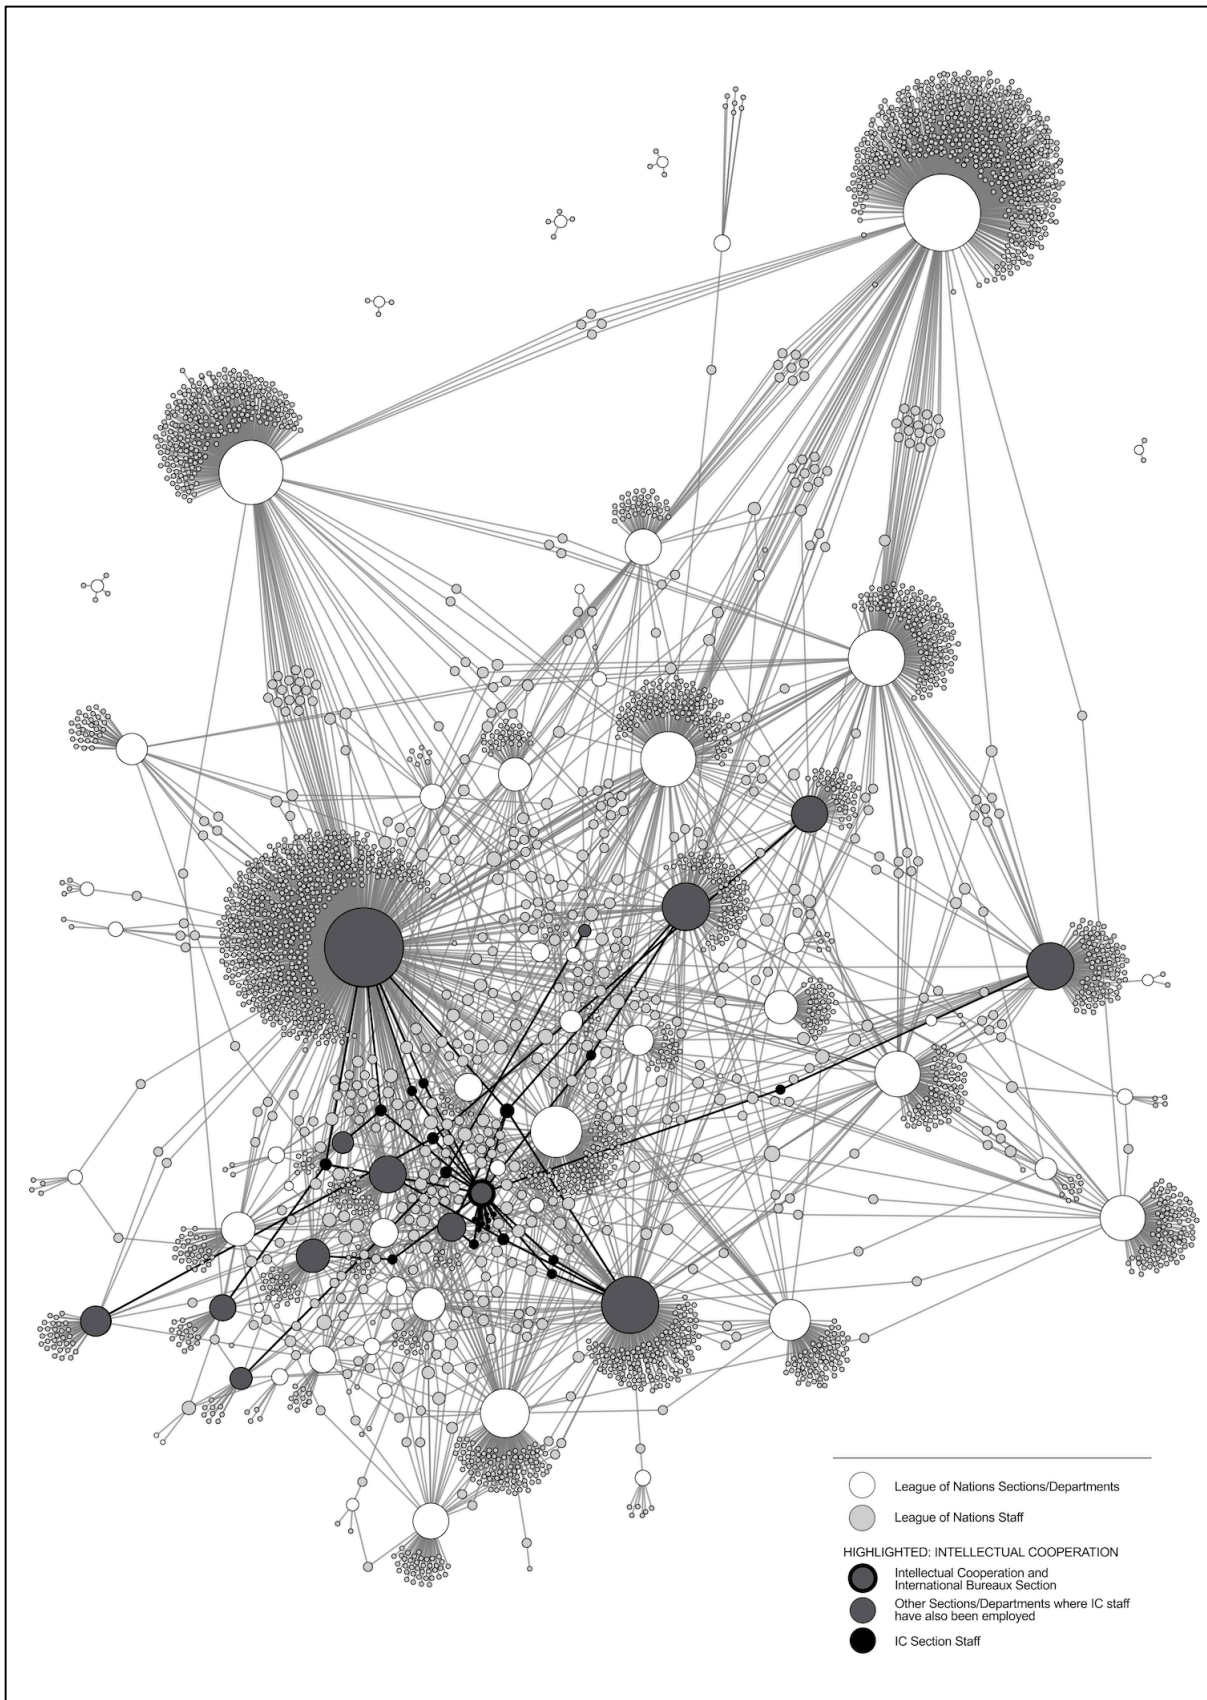 League of Nations Sections/Departments
League of Nations Staff
HIGHLIGHTED: INTELLECTUAL COOPERATION
Intellectual Cooperation and
International Bureaux Section
Other Sections/Departments where IC staff
have also been employed
IC Section Staff